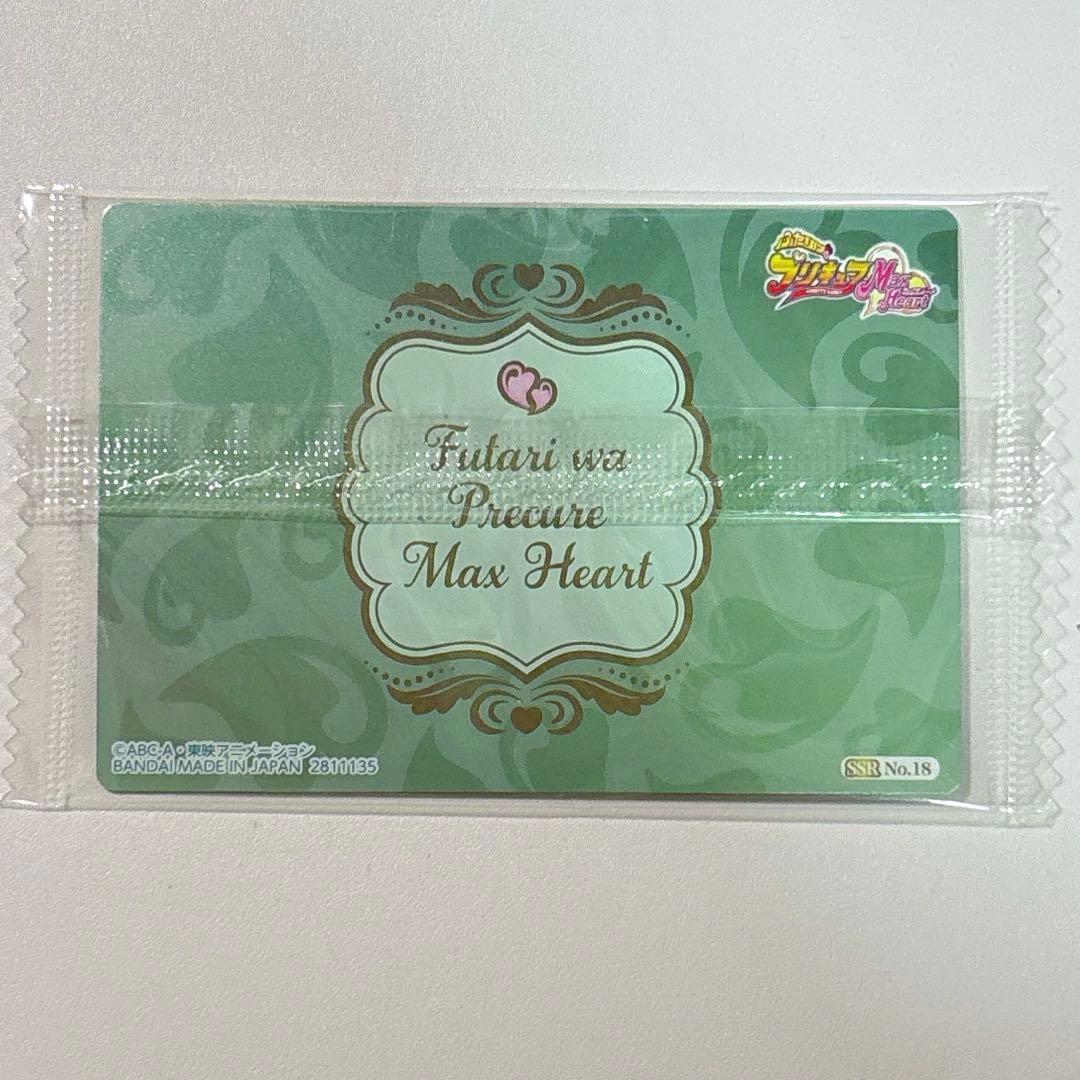 ふたりは
プリキュア Max
Heart
Futari wa
Precure
Max Heart
©ABC-A・東映アニメーション
BANDAI MADE IN JAPAN 2811135
SSR No.18